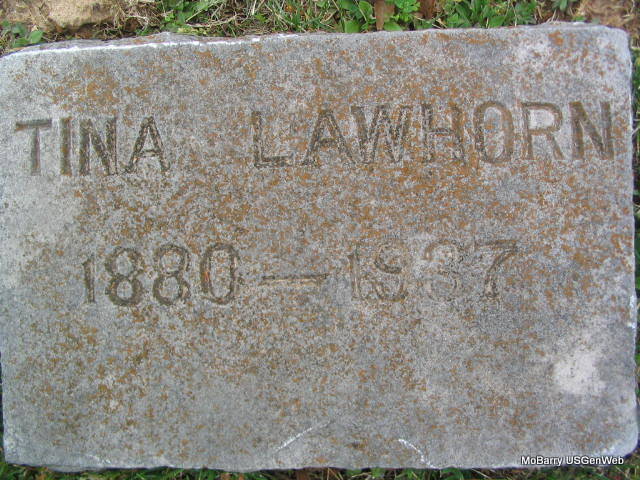 TINA LAWHORN
1880 — 1937
MoBarry USGenWeb